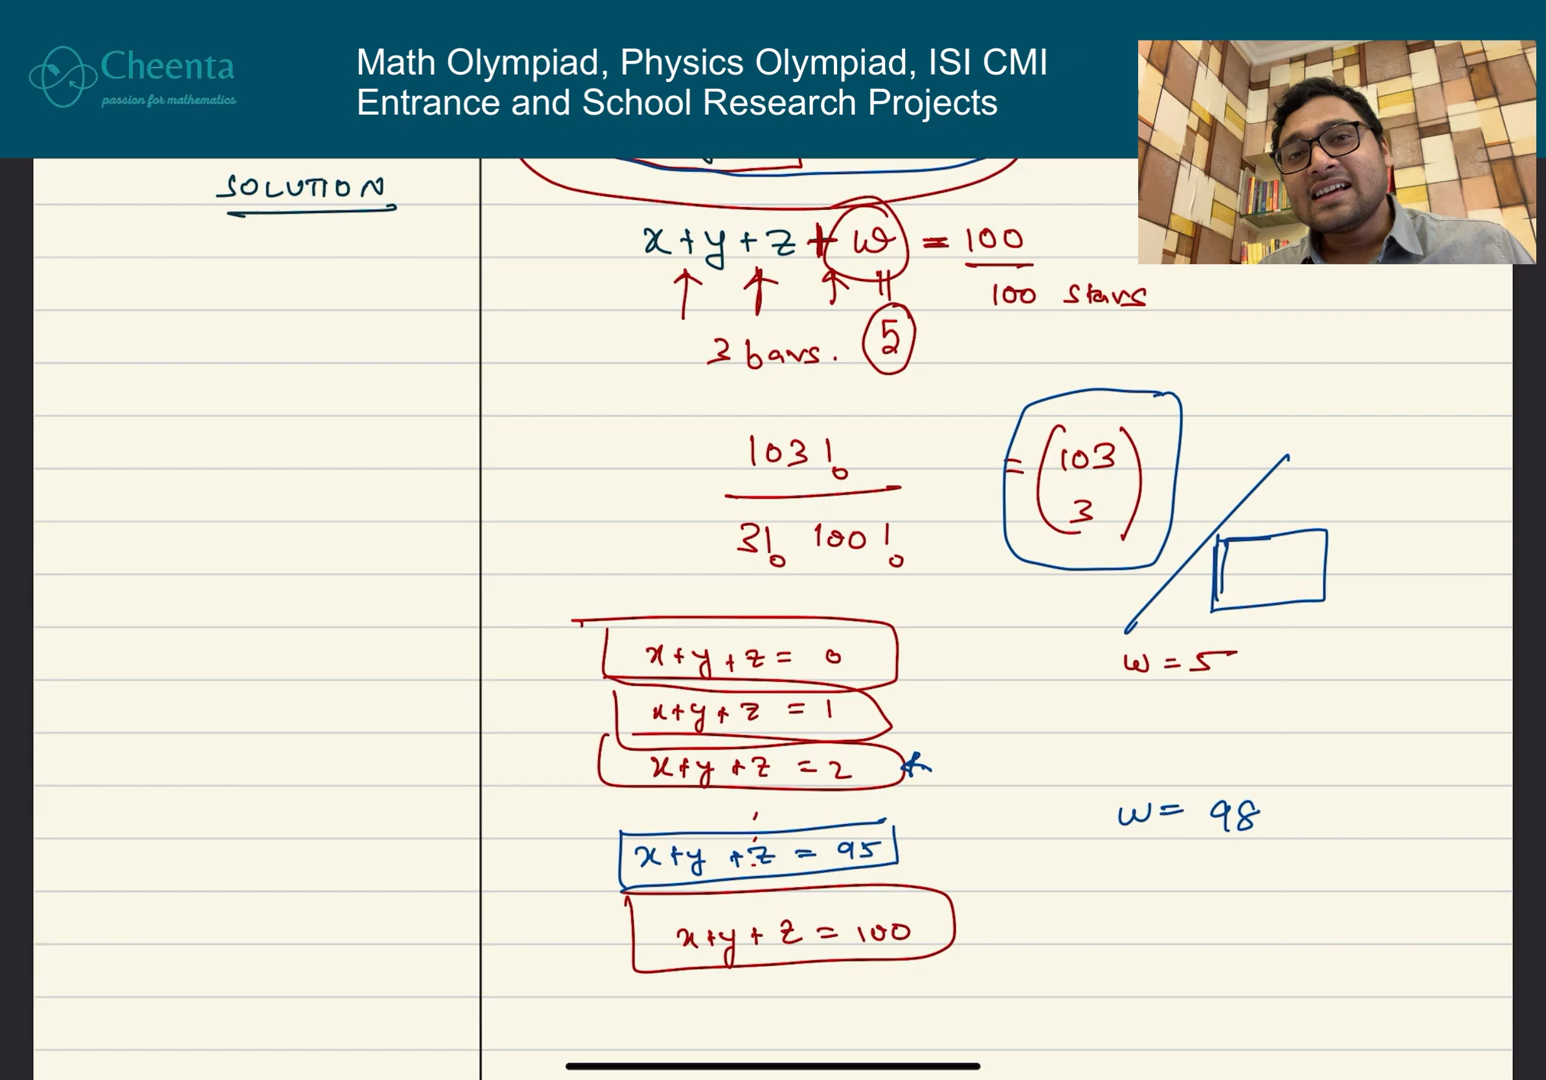 Cheenta
passion for mathematics
Math Olympiad, Physics Olympiad, ISI CMI
Entrance and School Research Projects
SOLUTION
x + y + z + w = 100
100 stars
3 bars. 5
103!
3! 100!
= (103 3)
x + y + z = 0
x + y + z = 1
x + y + z = 2
x + y + z = 95
x + y + z = 100
w = 5
w = 98